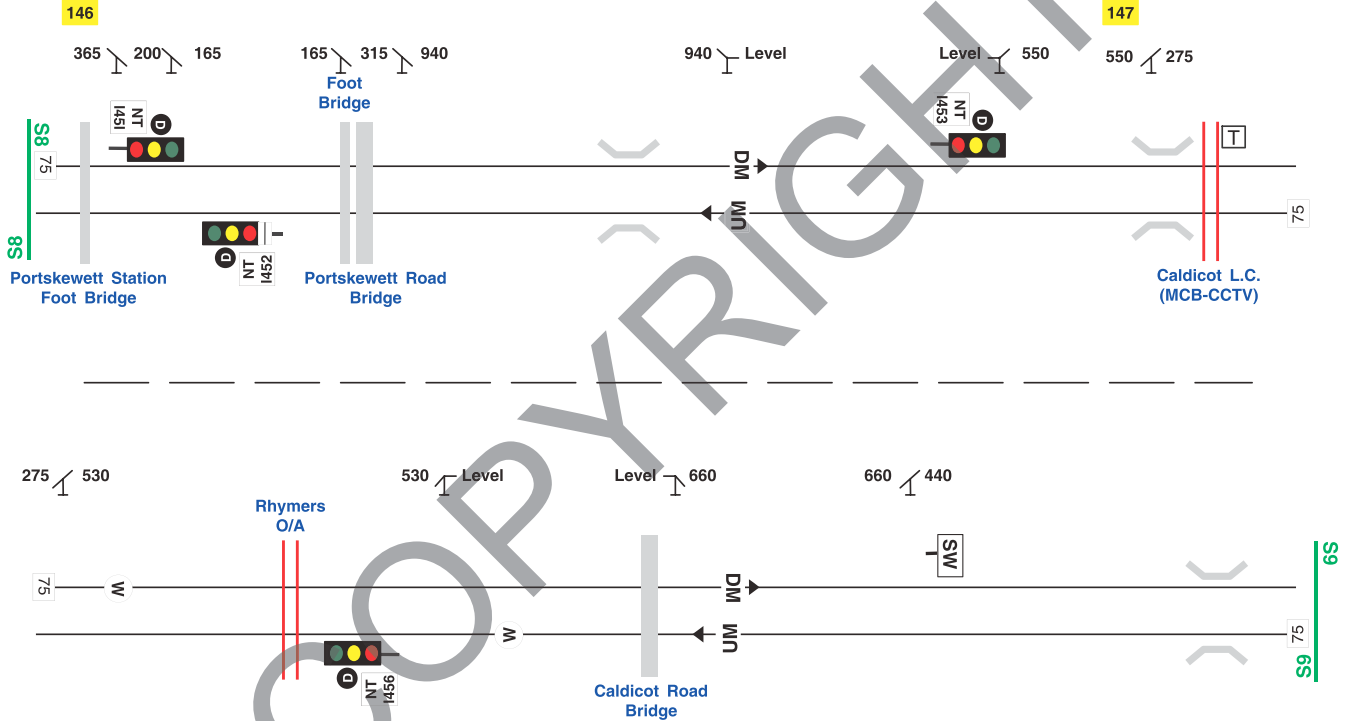 146
147
365 200 165
165 315 940
940 Level
Level 550
550 275
Foot
Bridge
NT
I451
D
NT
I453
D
T
S8
75
DM
UM
75
S8
D
NT
I452
Portskewett Station
Foot Bridge
Portskewett Road
Bridge
Caldicot L.C.
(MCB-CCTV)
275 530
530 Level
Level 660
660 440
Rhymers
O/A
SW
S9
75
W
DM
W
UM
75
S9
D
NT
I456
Caldicot Road
Bridge
COPYRIGHT